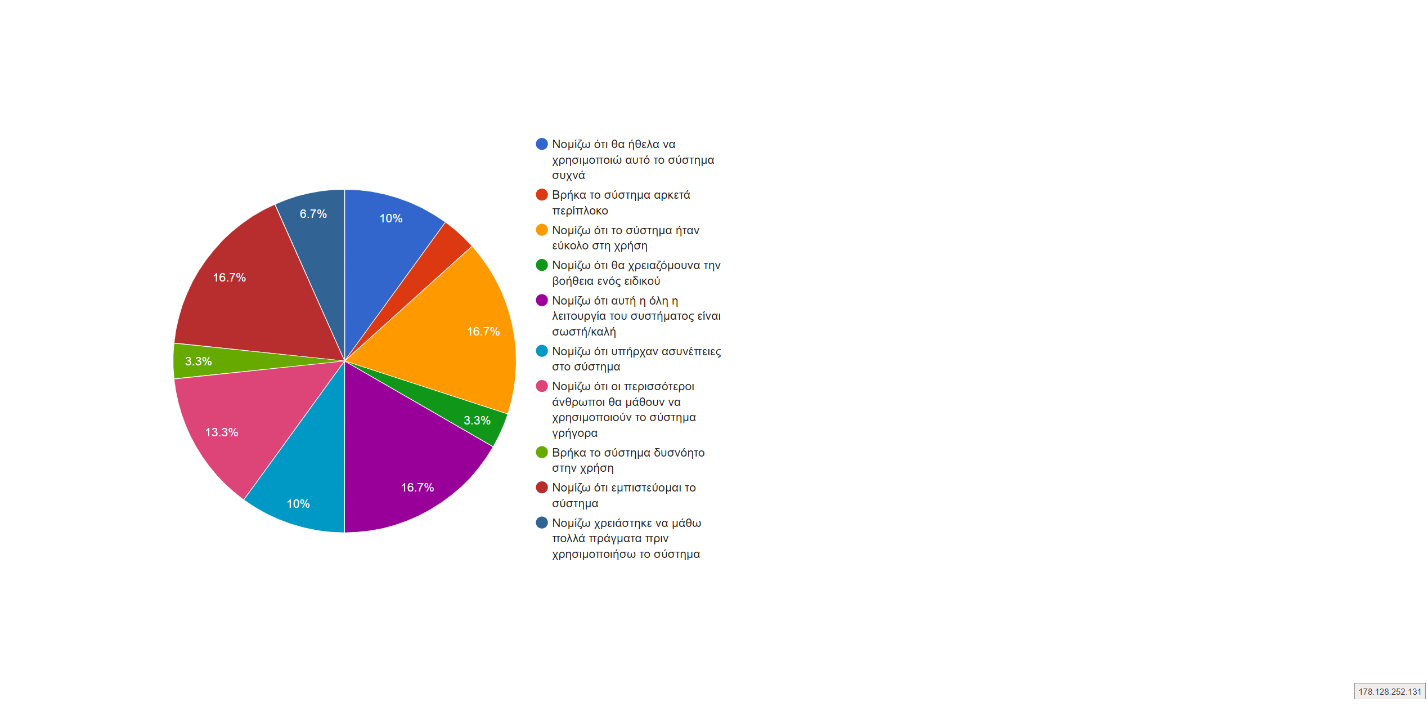 6.7%
10%
16.7%
16.7%
3.3%
3.3%
13.3%
16.7%
10%
Νομίζω ότι θα ήθελα να
χρησιμοποιώ αυτό το σύστημα
συχνά
Βρήκα το σύστημα αρκετά
περίπλοκο
Νομίζω ότι το σύστημα ήταν
εύκολο στη χρήση
Νομίζω ότι θα χρειαζόμουνα την
βοήθεια ενός ειδικού
Νομίζω ότι αυτή η όλη η
λειτουργία του συστήματος είναι
σωστή/καλή
Νομίζω ότι υπήρχαν ασυνέπειες
στο σύστημα
Νομίζω ότι οι περισσότεροι
άνθρωποι θα μάθουν να
χρησιμοποιούν το σύστημα
γρήγορα
Βρήκα το σύστημα δυσνόητο
στην χρήση
Νομίζω ότι εμπιστεύομαι το
σύστημα
Νομίζω χρειάστηκε να μάθω
πολλά πράγματα πριν
χρησιμοποιήσω το σύστημα
178.128.252.131